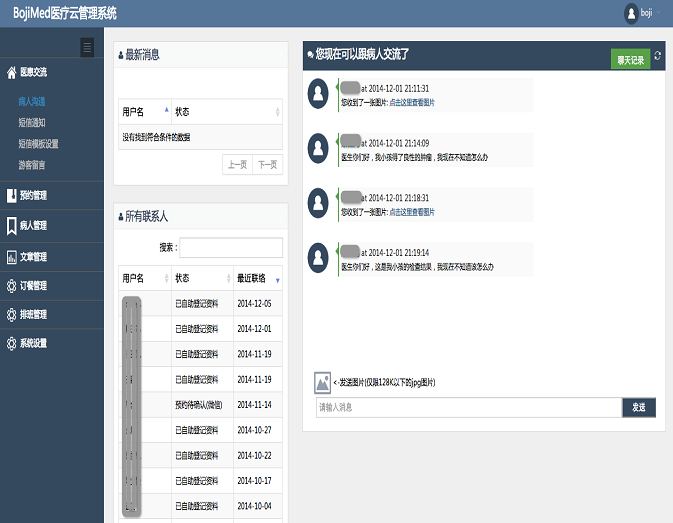 BojiMed医疗云管理系统
boji
医患交流
病人沟通
短信通知
短信模板设置
游客留言
预约管理
病人管理
文章管理
订餐管理
排班管理
系统设置
最新消息
用户名 状态
没有找到符合条件的数据
上一页 下一页
所有联系人
搜索：
用户名 状态 最近联络
已自助登记资料 2014-12-05
已自助登记资料 2014-12-01
已自助登记资料 2014-11-19
已自助登记资料 2014-11-19
预约待确认(微信) 2014-11-14
已自助登记资料 2014-10-27
已自助登记资料 2014-10-22
已自助登记资料 2014-10-17
已自助登记资料 2014-10-04
您现在可以跟病人交流了
聊天记录
at 2014-12-01 21:11:31
您收到了一张图片: 点击这里查看图片
at 2014-12-01 21:14:09
医生你们好，我小孩得了良性的肿瘤，我现在不知道怎么办
at 2014-12-01 21:18:31
您收到了一张图片: 点击这里查看图片
at 2014-12-01 21:19:14
医生你们好，这是我小孩的检查结果，我现在不知道该怎么办
<-发送图片(仅限128K以下的jpg图片)
请输入消息
发送